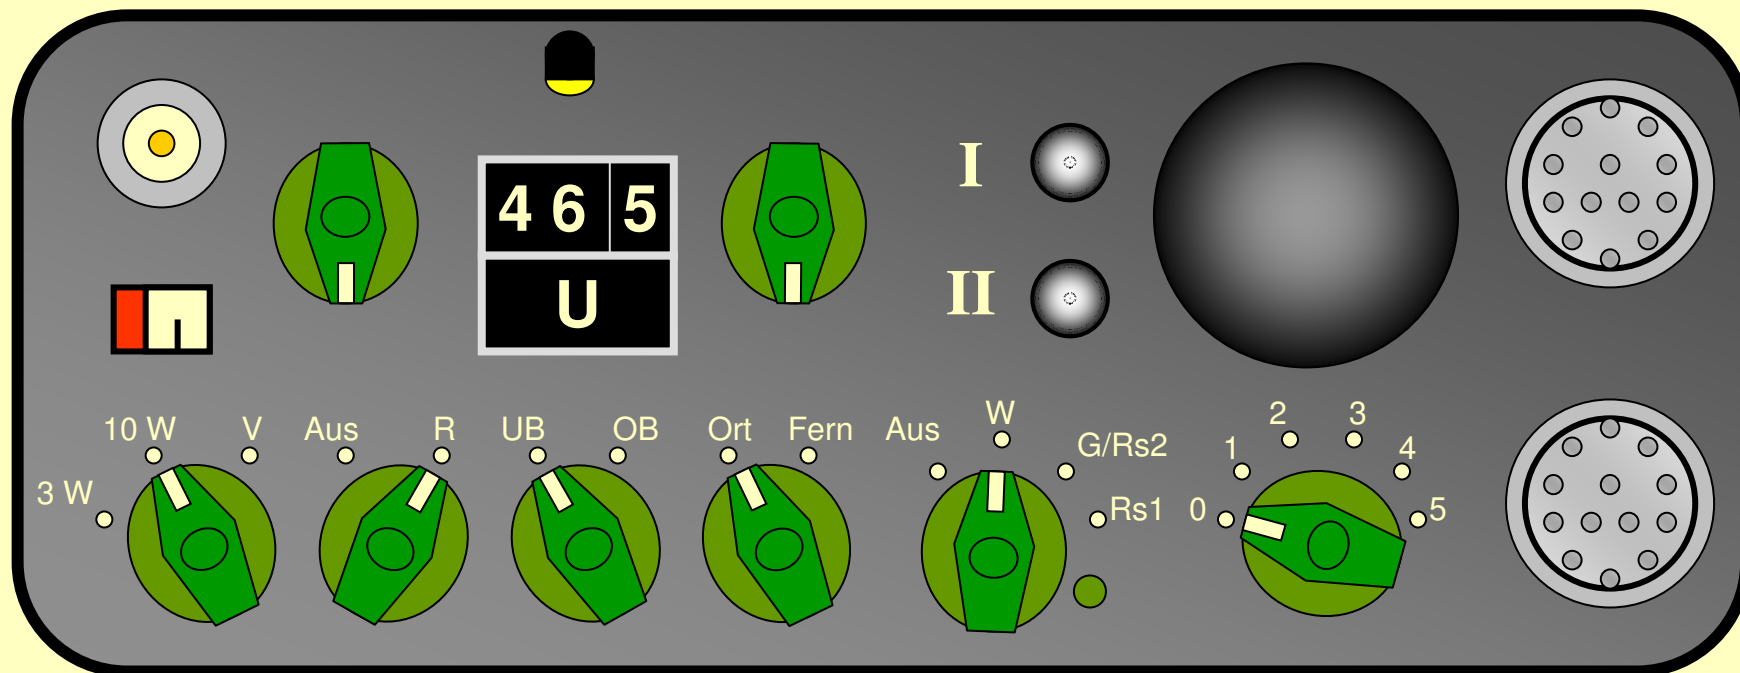 I
4 6 5
II
U
10 W V Aus R UB OB Ort Fern Aus W G/Rs2 1 2 3 4
3 W Rs1 0 5